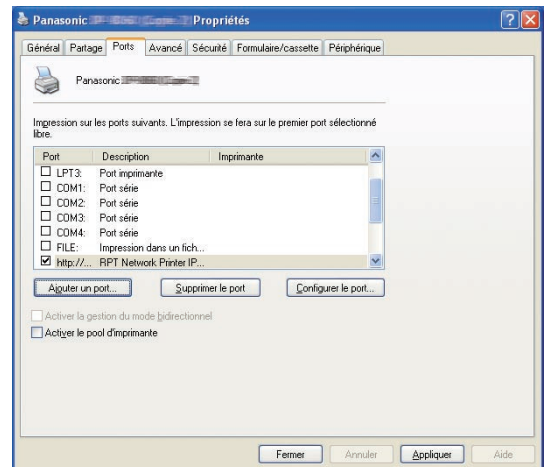 Panasonic Propriétés
Général Partage Ports Avancé Sécurité Formulaire/cassette Périphérique
Panasonic
Impression sur les ports suivants. L'impression se fera sur le premier port sélectionné
libre.
Port Description Imprimante
LPT3: Port imprimante
COM1: Port série
COM2: Port série
COM3: Port série
COM4: Port série
FILE: Impression dans un fich...
http://... RPT Network Printer IP...
Ajouter un port... Supprimer le port Configurer le port...
Activer la gestion du mode bidirectionnel
Activer le pool d'imprimante
Fermer Annuler Appliquer Aide